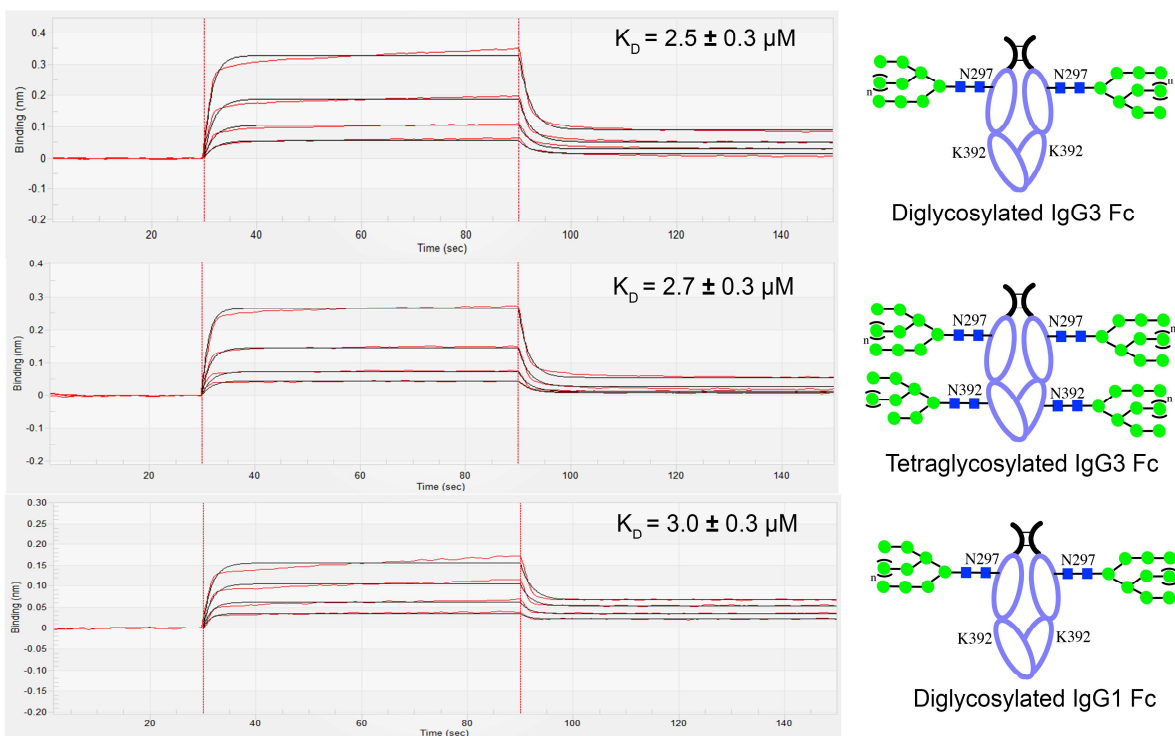 K_D = 2.5 ± 0.3 µM
0.4
0.3
0.2
0.1
0
-0.1
-0.2
Binding (nm)
20
40
60
80
100
120
140
Time (sec)
N297
N297
n
n
K392
K392
Diglycosylated IgG3 Fc
K_D = 2.7 ± 0.3 µM
0.4
0.3
0.2
0.1
0
-0.1
-0.2
Binding (nm)
20
40
60
80
100
120
140
Time (sec)
N297
N297
n
n
N392
N392
n
n
Tetraglycosylated IgG3 Fc
K_D = 3.0 ± 0.3 µM
0.30
0.25
0.20
0.15
0.10
0.05
0
-0.05
-0.10
-0.15
-0.20
Binding (nm)
20
40
60
80
100
120
140
Time (sec)
N297
N297
n
n
K392
K392
Diglycosylated IgG1 Fc